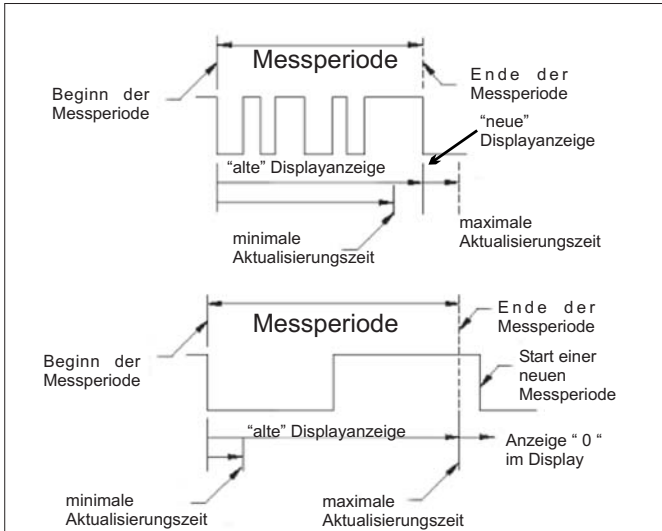 Messperiode
Beginn der
Messperiode
Ende der
Messperiode
“neue”
Displayanzeige
“alte” Displayanzeige
minimale
Aktualisierungszeit
maximale
Aktualisierungszeit
Messperiode
Beginn der
Messperiode
Ende der
Messperiode
Start einer
neuen
Messperiode
“alte” Displayanzeige
Anzeige “ 0 “
im Display
minimale
Aktualisierungszeit
maximale
Aktualisierungszeit